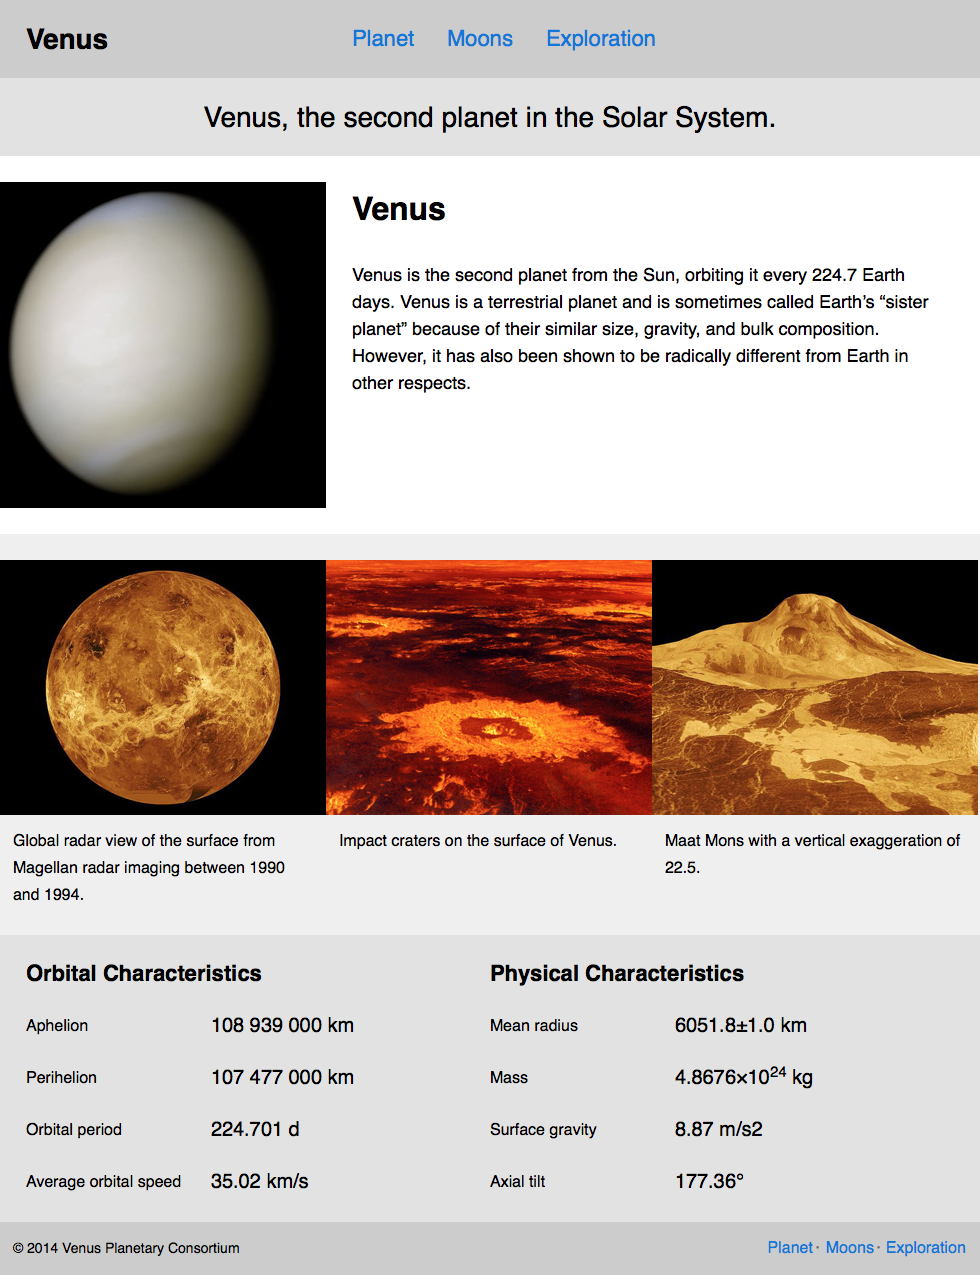 Venus
Planet Moons Exploration
Venus, the second planet in the Solar System.
Venus
Venus is the second planet from the Sun, orbiting it every 224.7 Earth
days. Venus is a terrestrial planet and is sometimes called Earth’s “sister
planet” because of their similar size, gravity, and bulk composition.
However, it has also been shown to be radically different from Earth in
other respects.
Global radar view of the surface from
Magellan radar imaging between 1990
and 1994.
Impact craters on the surface of Venus.
Maat Mons with a vertical exaggeration of
22.5.
Orbital Characteristics
Aphelion 108 939 000 km
Perihelion 107 477 000 km
Orbital period 224.701 d
Average orbital speed 35.02 km/s
Physical Characteristics
Mean radius 6051.8±1.0 km
Mass 4.8676×10²⁴ kg
Surface gravity 8.87 m/s2
Axial tilt 177.36°
© 2014 Venus Planetary Consortium
Planet · Moons · Exploration